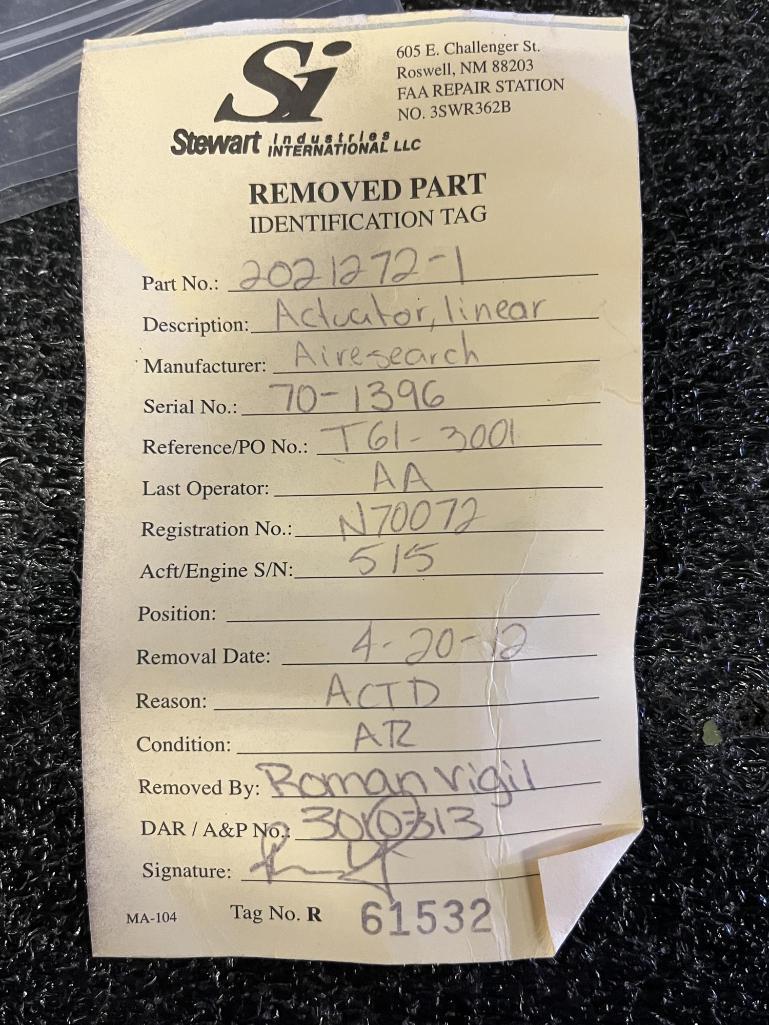 Si
605 E. Challenger St.
Roswell, NM 88203
FAA REPAIR STATION
NO. 3SWR362B
Stewart Industries
INTERNATIONAL LLC
REMOVED PART
IDENTIFICATION TAG
Part No.: 2021272-1
Description: Actuator, linear
Manufacturer: Airesearch
Serial No.: 70-1396
Reference/PO No.: T61-3001
Last Operator: AA
Registration No.: N70072
Acft/Engine S/N: 515
Position:
Removal Date: 4-20-12
Reason: ACTD
Condition: AR
Removed By: Roman Vigil
DAR / A&P No.: 3010313
Signature:
MA-104 Tag No. R 61532